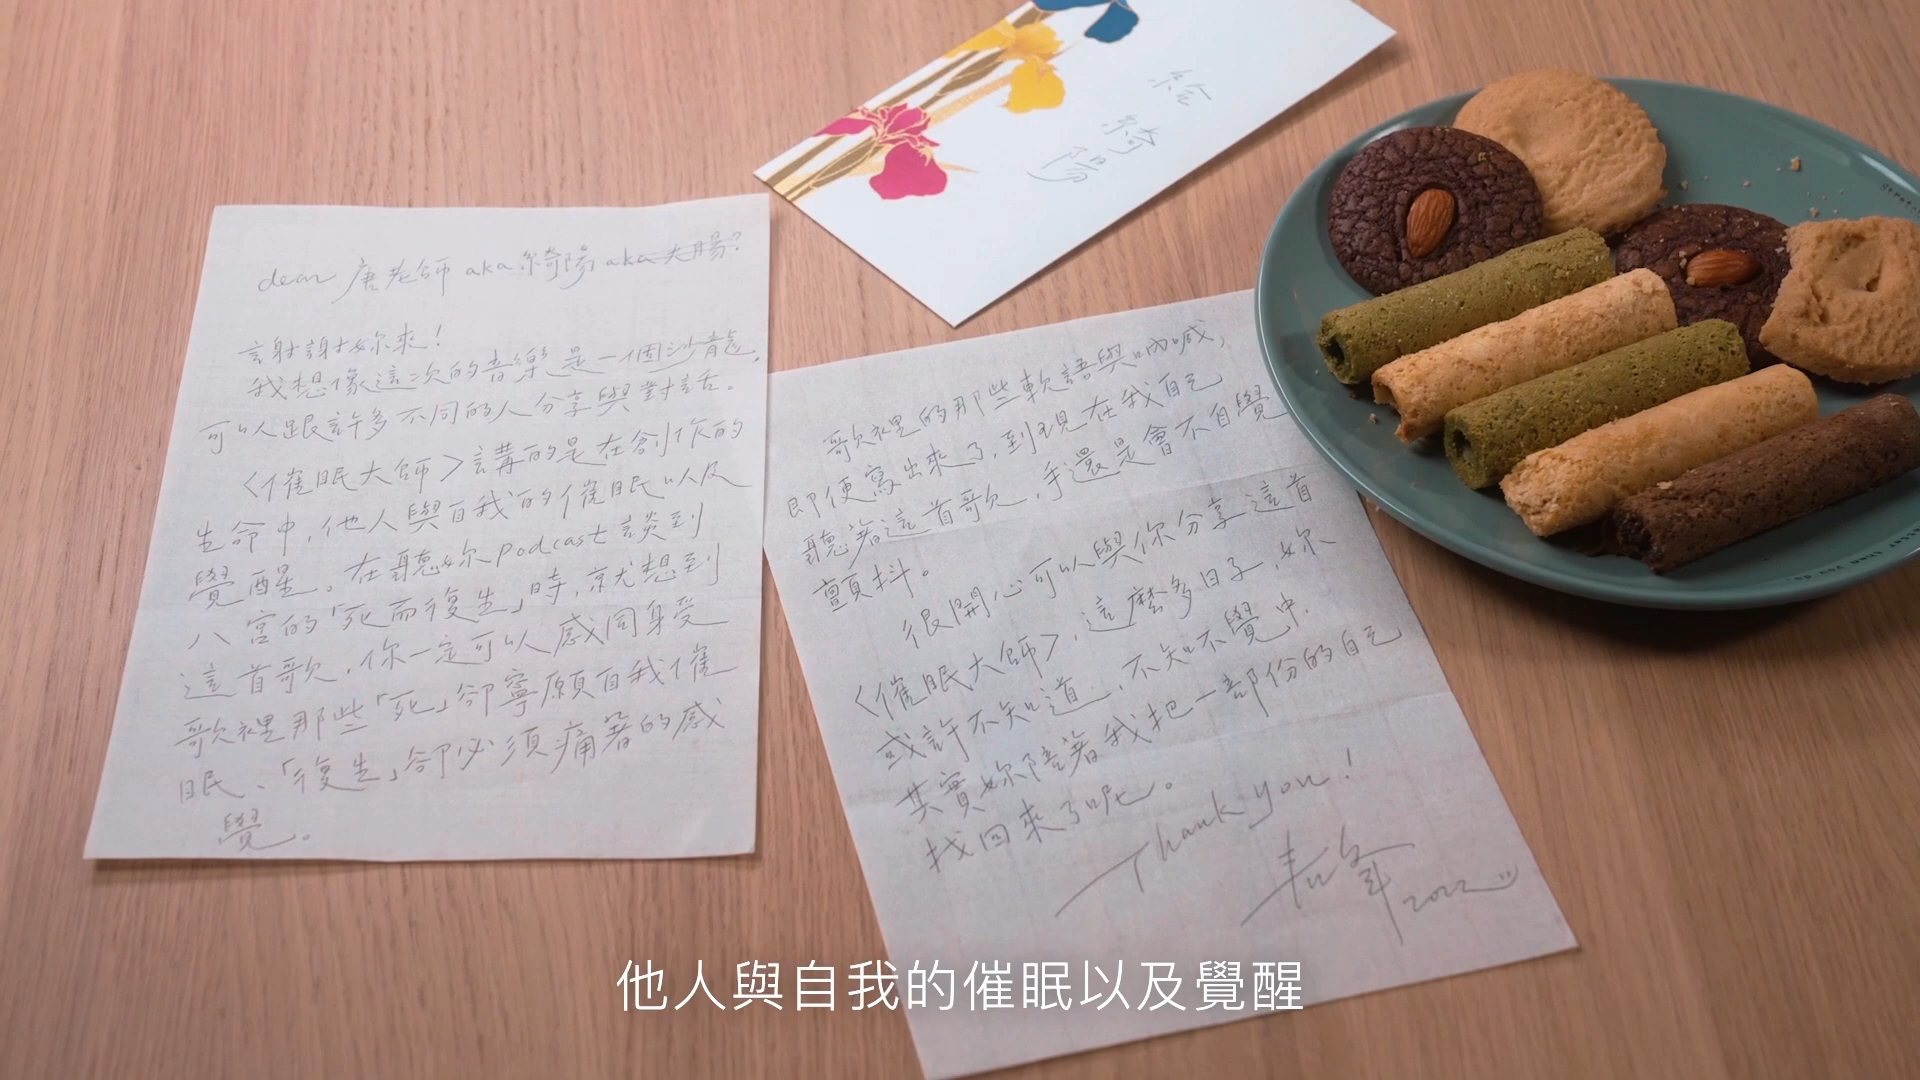 給
綺
陽
dear 唐老師 aka 綺陽 aka 大腸?
謝謝妳來!
我想像這次的音樂是一個沙龍,
可以跟許多不同的人分享與對話。
〈催眠大師〉講的是在創作的
生命中,他人與自我的催眠以及
覺醒。在聽妳podcast談到
八宮的「死而復生」時,就想到
這首歌,你一定可以感同身受
歌裡那些「死」卻寧願自我催
眠、「復生」卻必須痛著的感
覺。
歌裡的那些軟語與吶喊,
即便寫出來了,到現在我自己
聽著這首歌,手還是會不自覺
顫抖。
很開心可以與你分享這首
〈催眠大師〉,這麼多日子,妳
或許不知道,不知不覺中,
其實妳陪著我把一部份的自己
找回來了呢。
Thank you!
青峰 2022
他人與自我的催眠以及覺醒